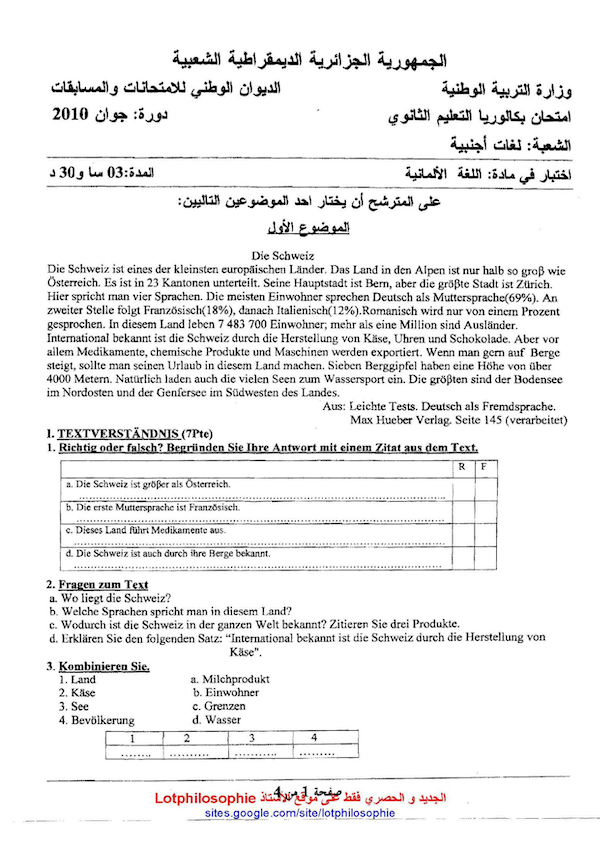 الجمهورية الجزائرية الديمقراطية الشعبية
وزارة التربية الوطنية الديوان الوطني للامتحانات والمسابقات
امتحان بكالوريا التعليم الثانوي دورة: جوان 2010
الشعبة: لغات أجنبية
اختبار في مادة: اللغة الألمانية المدة:03 سا و30 د
على المترشح أن يختار احد الموضوعين التاليين:
الموضوع الأول
Die Schweiz
Die Schweiz ist eines der kleinsten europäischen Länder. Das Land in den Alpen ist nur halb so groβ wie
Österreich. Es ist in 23 Kantonen unterteilt. Seine Hauptstadt ist Bern, aber die größte Stadt ist Zürich.
Hier spricht man vier Sprachen. Die meisten Einwohner sprechen Deutsch als Muttersprache(69%). An
zweiter Stelle folgt Französisch(18%), danach Italienisch(12%).Romanisch wird nur von einem Prozent
gesprochen. In diesem Land leben 7 483 700 Einwohner; mehr als eine Million sind Ausländer.
International bekannt ist die Schweiz durch die Herstellung von Käse, Uhren und Schokolade. Aber vor
allem Medikamente, chemische Produkte und Maschinen werden exportiert. Wenn man gern auf Berge
steigt, sollte man seinen Urlaub in diesem Land machen. Sieben Berggipfel haben eine Höhe von über
4000 Metern. Natürlich laden auch die vielen Seen zum Wassersport ein. Die größten sind der Bodensee
im Nordosten und der Genfersee im Südwesten des Landes.
Aus: Leichte Tests. Deutsch als Fremdsprache.
Max Hueber Verlag. Seite 145 (verarbeitet)
I. TEXTVERSTÄNDNIS (7Pte)
1. Richtig oder falsch? Begründen Sie Ihre Antwort mit einem Zitat aus dem Text.
R F
a. Die Schweiz ist größer als Österreich.
b. Die erste Muttersprache ist Französisch.
c. Dieses Land führt Medikamente aus.
d. Die Schweiz ist auch durch ihre Berge bekannt.
2. Fragen zum Text
a. Wo liegt die Schweiz?
b. Welche Sprachen spricht man in diesem Land?
c. Wodurch ist die Schweiz in der ganzen Welt bekannt? Zitieren Sie drei Produkte.
d. Erklären Sie den folgenden Satz: "International bekannt ist die Schweiz durch die Herstellung von
Käse".
3. Kombinieren Sie.
1. Land a. Milchprodukt
2. Käse b. Einwohner
3. See c. Grenzen
4. Bevölkerung d. Wasser
1 2 3 4
صفحة 1 من 4
الجديد و الحصري فقط على موقع الأستاذ Lotphilosophie
sites.google.com/site/lotphilosophie